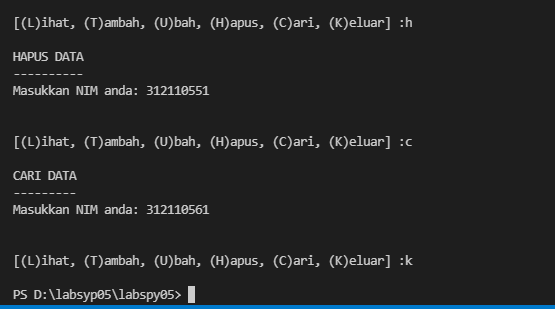 [(L)ihat, (T)ambah, (U)bah, (H)apus, (C)ari, (K)eluar] :h
HAPUS DATA
----------
Masukkan NIM anda: 312110551
[(L)ihat, (T)ambah, (U)bah, (H)apus, (C)ari, (K)eluar] :c
CARI DATA
---------
Masukkan NIM anda: 312110561
[(L)ihat, (T)ambah, (U)bah, (H)apus, (C)ari, (K)eluar] :k
PS D:\labsyp05\labspy05>